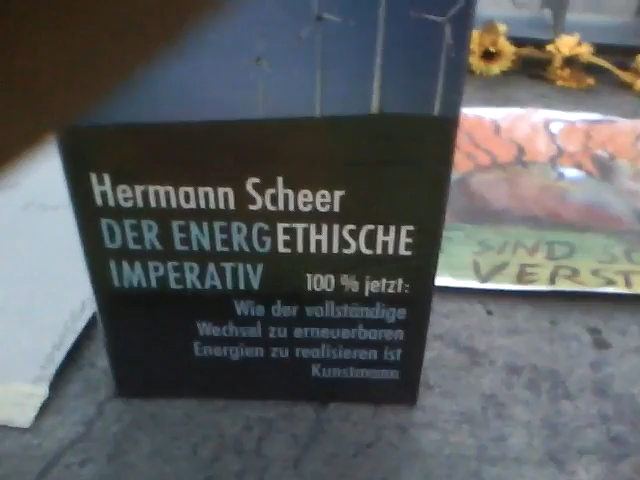 Hermann Scheer
DER ENERGETHISCHE
IMPERATIV 100 % jetzt:
Wie der vollständige
Wechsel zu erneuerbaren
Energien zu realisieren ist
Kunstmann
SIND
VERST